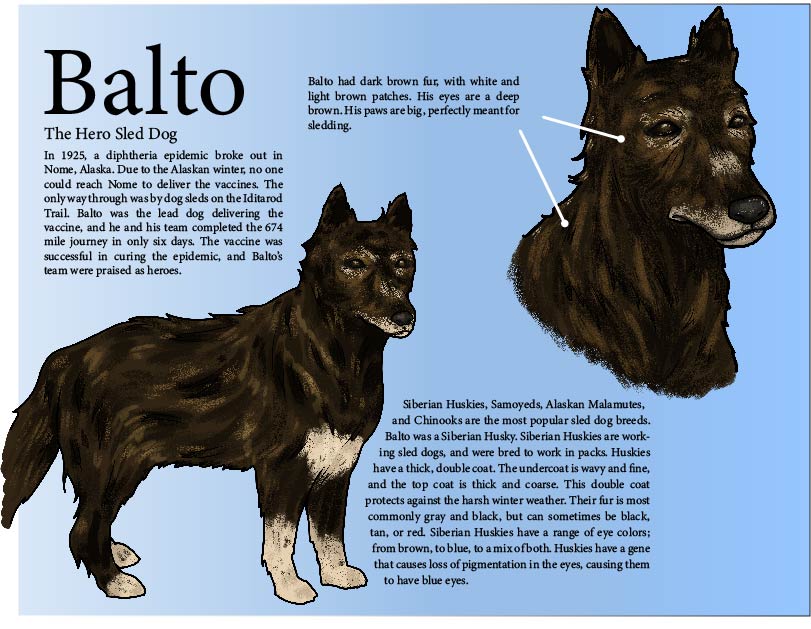 Balto
The Hero Sled Dog
In 1925, a diphtheria epidemic broke out in
Nome, Alaska. Due to the Alaskan winter, no one
could reach Nome to deliver the vaccines. The
only way through was by dog sleds on the Iditarod
Trail. Balto was the lead dog delivering the
vaccine, and he and his team completed the 674
mile journey in only six days. The vaccine was
successful in curing the epidemic, and Balto's
team were praised as heroes.
Balto had dark brown fur, with white and
light brown patches. His eyes are a deep
brown. His paws are big, perfectly meant for
sledding.
Siberian Huskies, Samoyeds, Alaskan Malamutes,
and Chinooks are the most popular sled dog breeds.
Balto was a Siberian Husky. Siberian Huskies are work-
ing sled dogs, and were bred to work in packs. Huskies
have a thick, double coat. The undercoat is wavy and fine,
and the top coat is thick and coarse. This double coat
protects against the harsh winter weather. Their fur is most
commonly gray and black, but can sometimes be black,
tan, or red. Siberian Huskies have a range of eye colors;
from brown, to blue, to a mix of both. Huskies have a gene
that causes loss of pigmentation in the eyes, causing them
to have blue eyes.